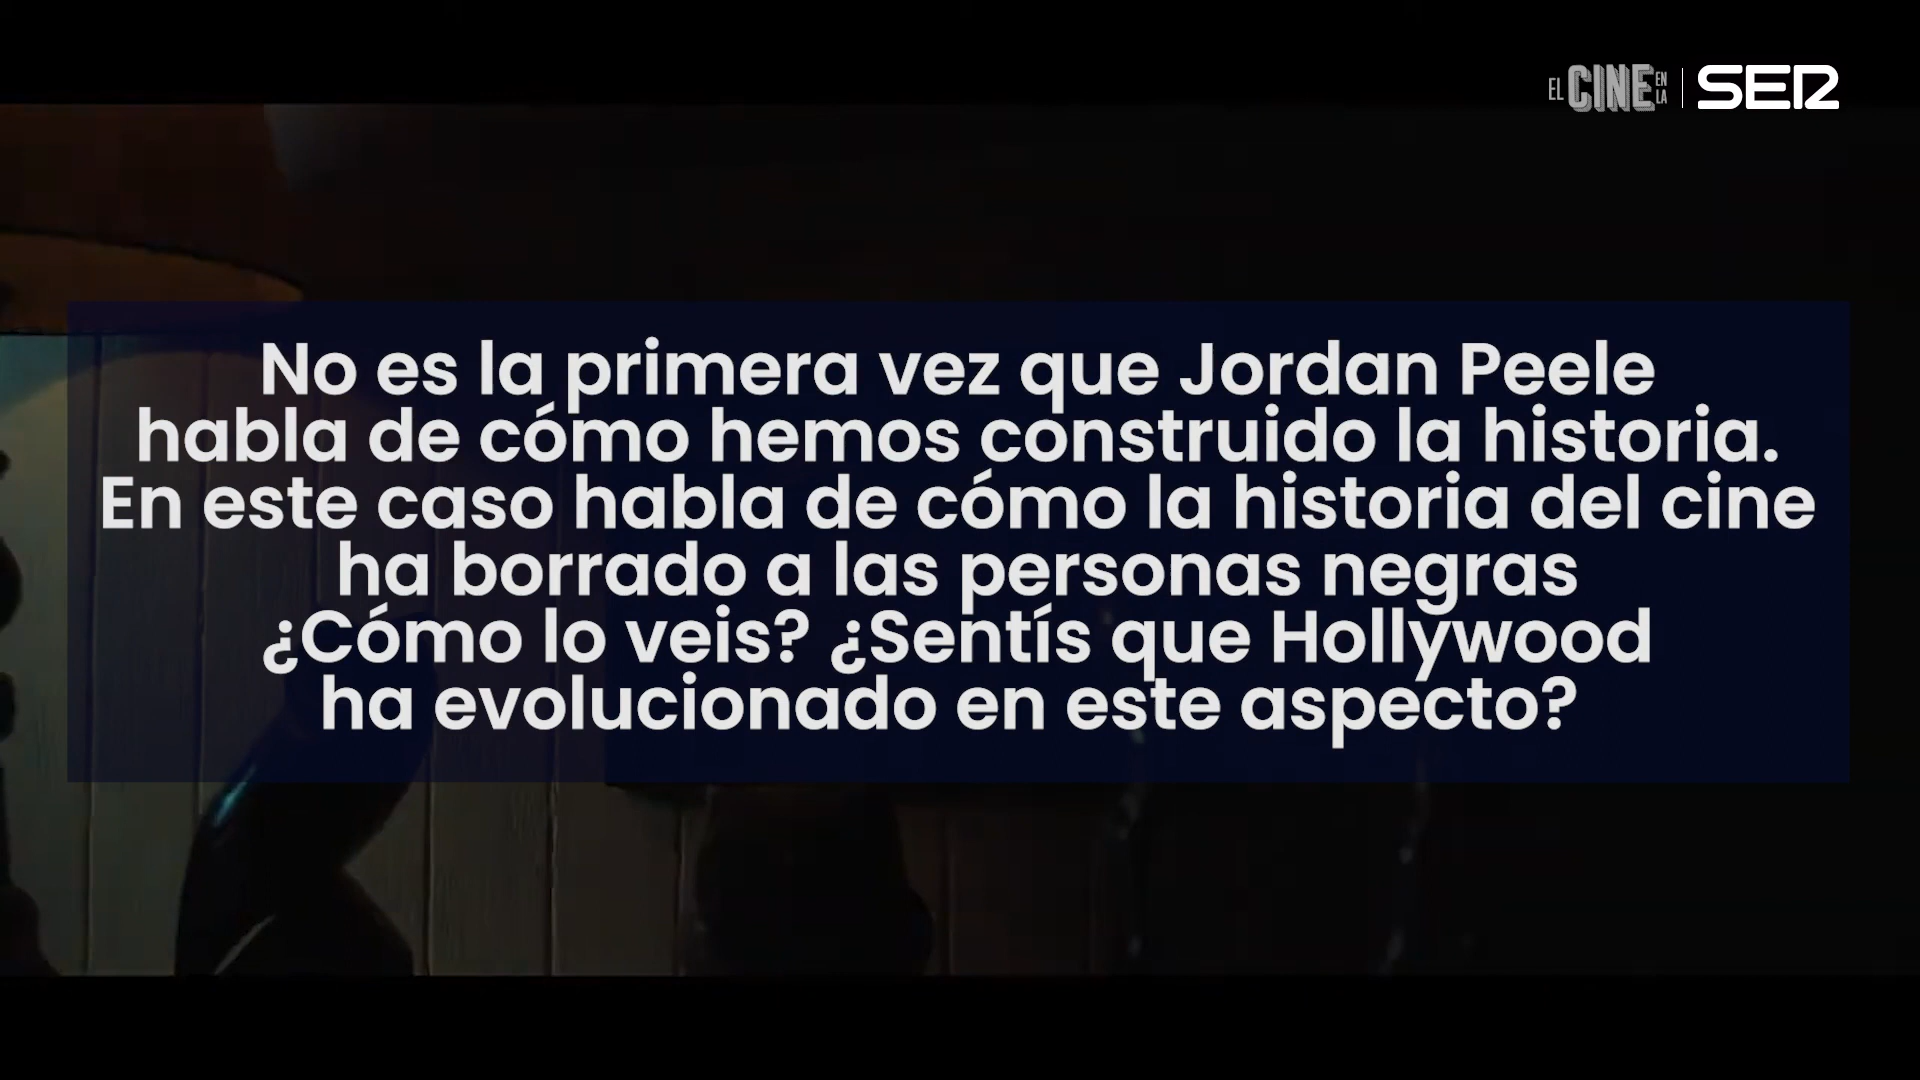 EL CINE EN LA SER
No es la primera vez que Jordan Peele
habla de cómo hemos construido la historia.
En este caso habla de cómo la historia del cine
ha borrado a las personas negras
¿Cómo lo veis? ¿Sentís que Hollywood
ha evolucionado en este aspecto?